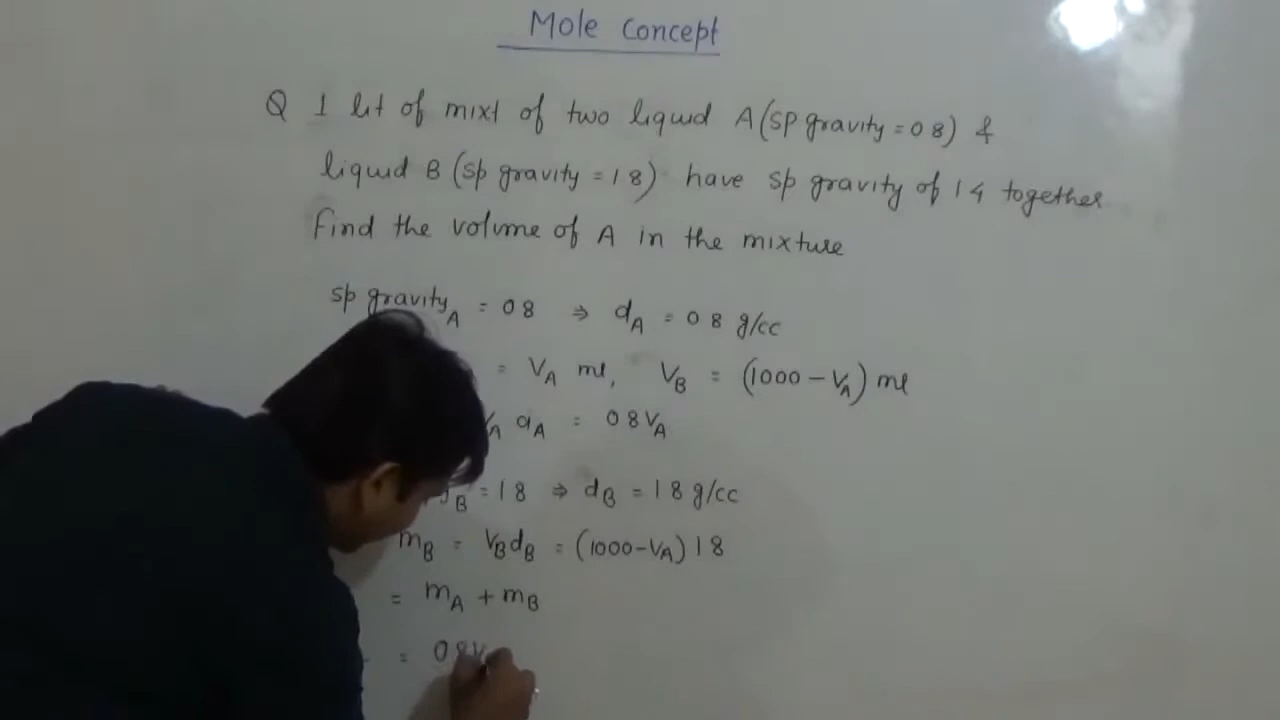 Mole Concept
Q 1 lit of mixt of two liquid A (sp gravity = 0.8) &
liquid B (sp gravity = 1.8) have sp gravity of 1.4 together
Find the volume of A in the mixture
sp gravity_A = 0.8 ⇒ d_A = 0.8 g/cc
= V_A ml, V_B = (1000 - V_A) ml
V_A d_A = 0.8 V_A
B = 1.8 ⇒ d_B = 1.8 g/cc
m_B = V_B d_B = (1000 - V_A) 1.8
= m_A + m_B
= 0.8 V